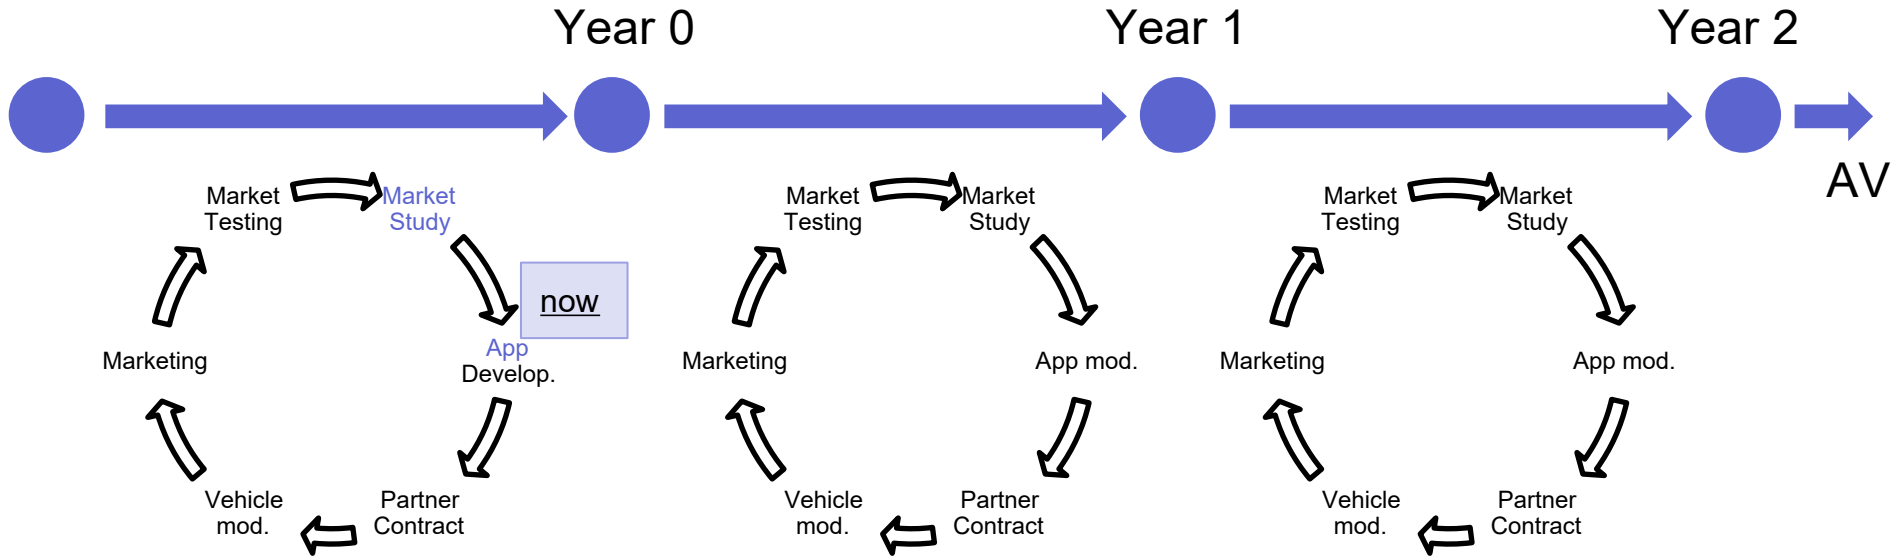 Year 0
Year 1
Year 2
AV
Market
Testing
Market
Study
now
App
Develop.
Partner
Contract
Vehicle
mod.
Marketing
Market
Testing
Market
Study
App mod.
Partner
Contract
Vehicle
mod.
Marketing
Market
Testing
Market
Study
App mod.
Partner
Contract
Vehicle
mod.
Marketing